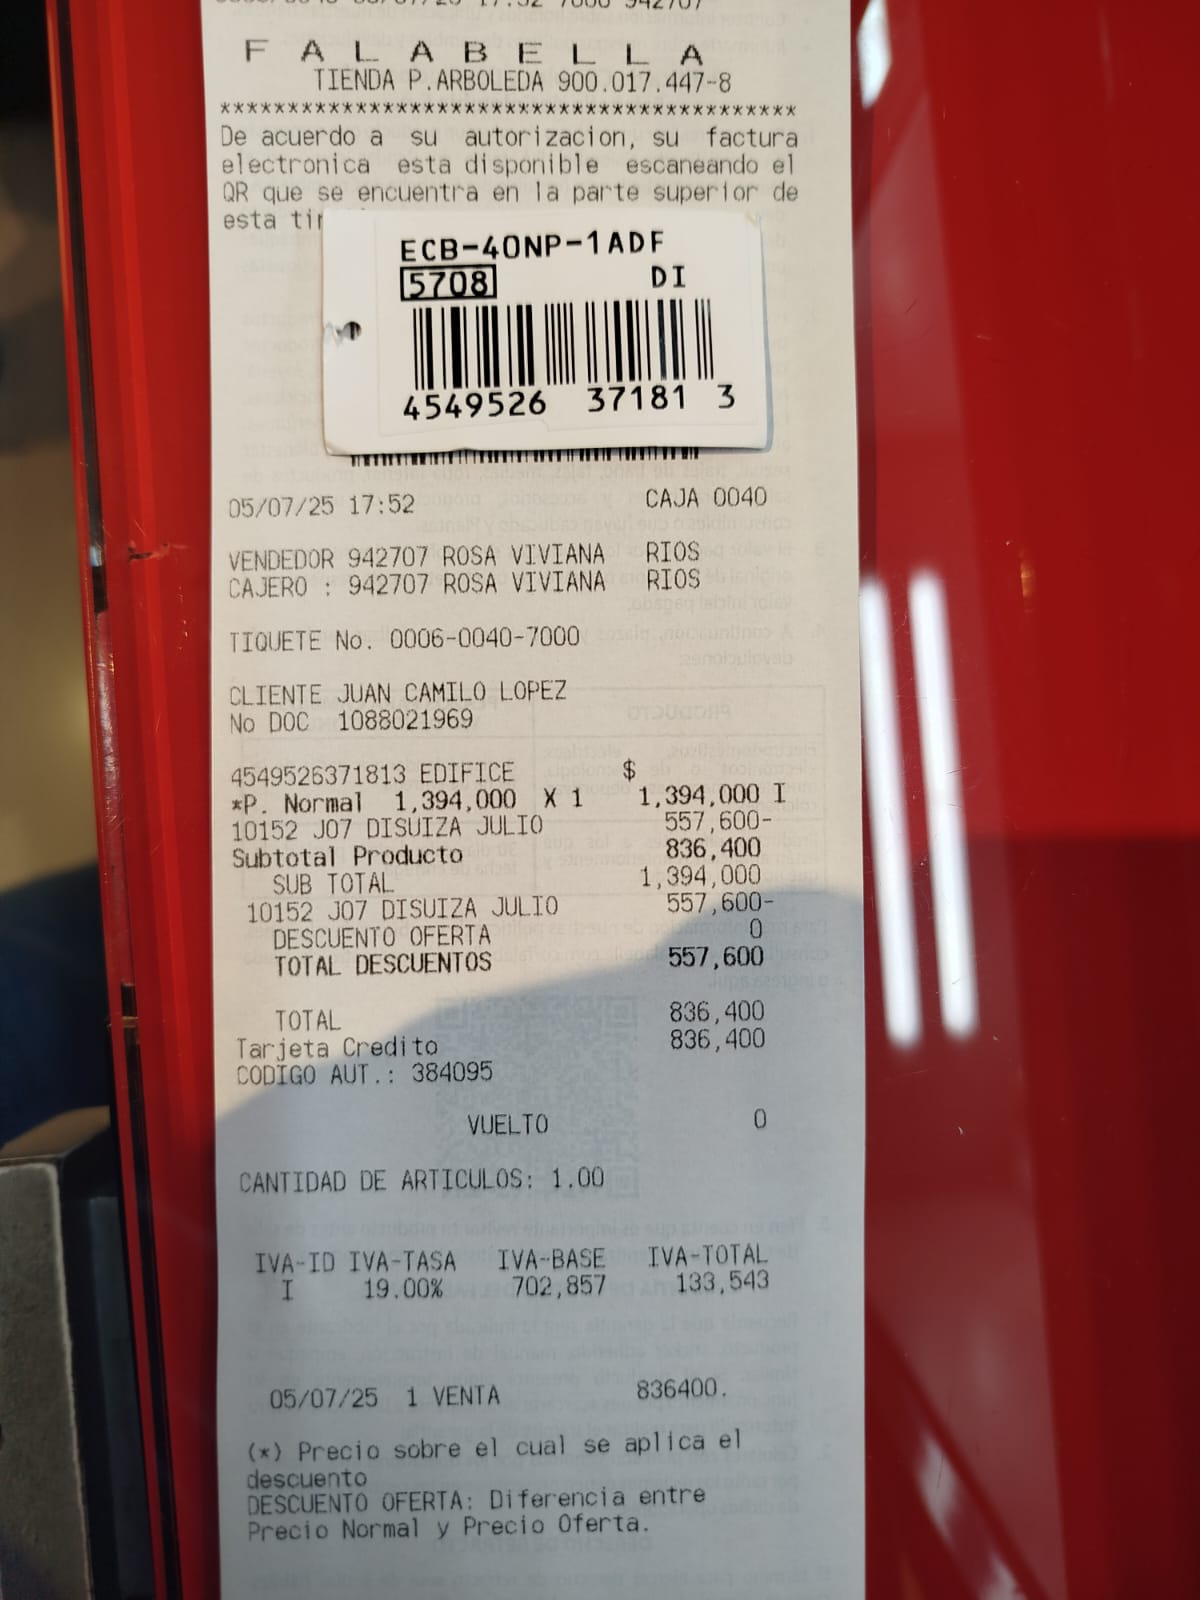 F A L A B E L L A
TIENDA P.ARBOLEDA 900.017.447-8
*******************************************
De acuerdo a su autorizacion, su factura
electronica esta disponible escaneando el
QR que se encuentra en la parte superior de
esta
ECB-40NP-1ADF
5708 DI
4549526 37181 3
05/07/25 17:52 CAJA 0040
VENDEDOR 942707 ROSA VIVIANA RIOS
CAJERO : 942707 ROSA VIVIANA RIOS
TIQUETE No. 0006-0040-7000
CLIENTE JUAN CAMILO LOPEZ
No DOC 1088021969
4549526371813 EDIFICE $
*P. Normal 1,394,000 X 1 1,394,000 I
10152 J07 DISUIZA JULIO 557,600-
Subtotal Producto 836,400
SUB TOTAL 1,394,000
10152 J07 DISUIZA JULIO 557,600-
DESCUENTO OFERTA 0
TOTAL DESCUENTOS 557,600
TOTAL 836,400
Tarjeta Credito 836,400
CODIGO AUT.: 384095
VUELTO 0
CANTIDAD DE ARTICULOS: 1.00
IVA-ID IVA-TASA IVA-BASE IVA-TOTAL
I 19.00% 702,857 133,543
05/07/25 1 VENTA 836400.
(*) Precio sobre el cual se aplica el
descuento
DESCUENTO OFERTA: Diferencia entre
Precio Normal y Precio Oferta.